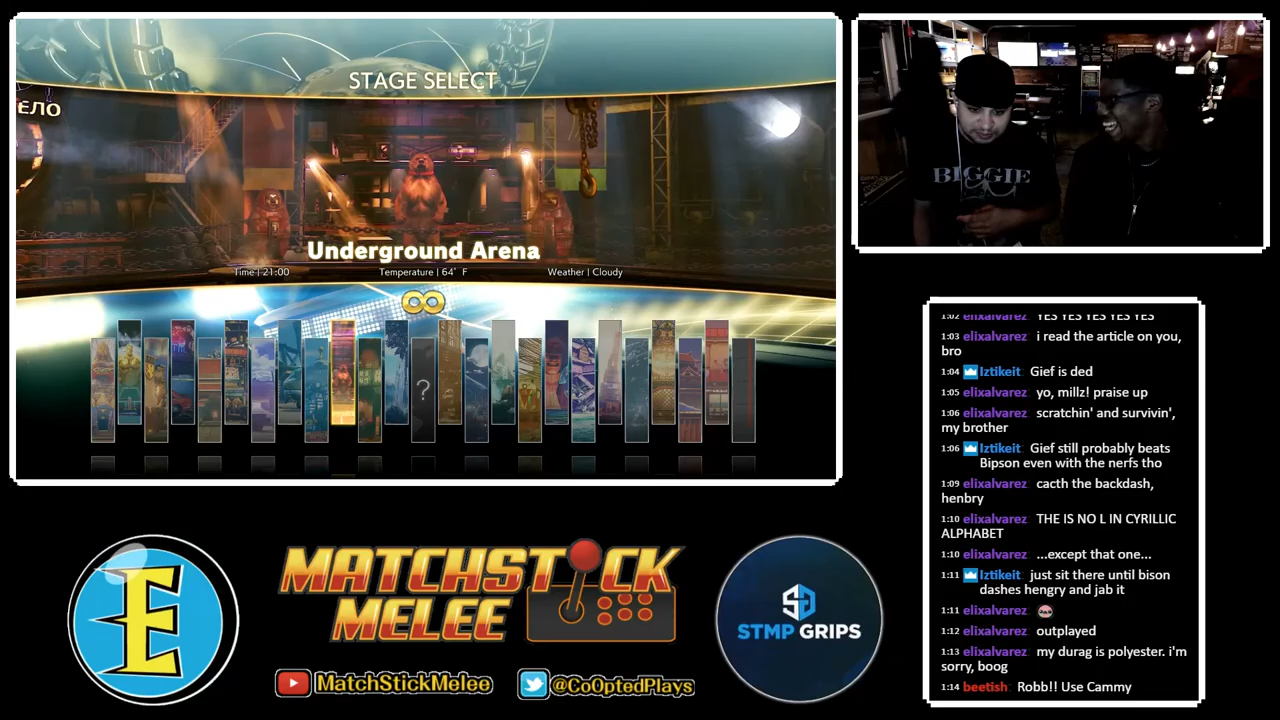 STAGE SELECT
ЕЛО
Underground Arena
Time | 21:00 Temperature | 64° F Weather | Cloudy
∞
?
BIGGIE
1:02 elixalvarez YES YES YES YES YES
1:03 elixalvarez i read the article on you,
bro
1:04 Iztikeit Gief is ded
1:05 elixalvarez yo, millz! praise up
1:06 elixalvarez scratchin' and survivin',
my brother
1:06 Iztikeit Gief still probably beats
Bipson even with the nerfs tho
1:09 elixalvarez cacth the backdash,
henbry
1:10 elixalvarez THE IS NO L IN CYRILLIC
ALPHABET
1:10 elixalvarez ...except that one...
1:11 Iztikeit just sit there until bison
dashes hengry and jab it
1:11 elixalvarez
1:12 elixalvarez outplayed
1:13 elixalvarez my durag is polyester. i'm
sorry, boog
1:14 beetish Robb!! Use Cammy
E
MATCHSTICK
MELEE
MatchStickMelee @CoOptedPlays
SG
STMP GRIPS